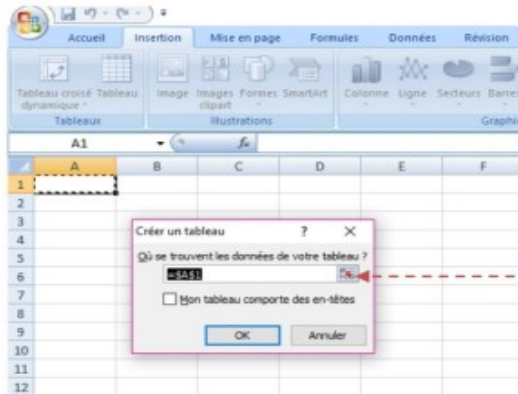 Accueil Insertion Mise en page Formules Données Révision
Tableau croisé dynamique Tableau Image Images clipart Formes SmartArt Colonne Ligne Secteurs Barres
Tableaux Illustrations Graphi
A1 fx
A B C D E F
1
2
3
Créer un tableau ? X
4
Où se trouvent les données de votre tableau ?
5
=$A$1
6
Mon tableau comporte des en-têtes
7
8
OK Annuler
9
10
11
12